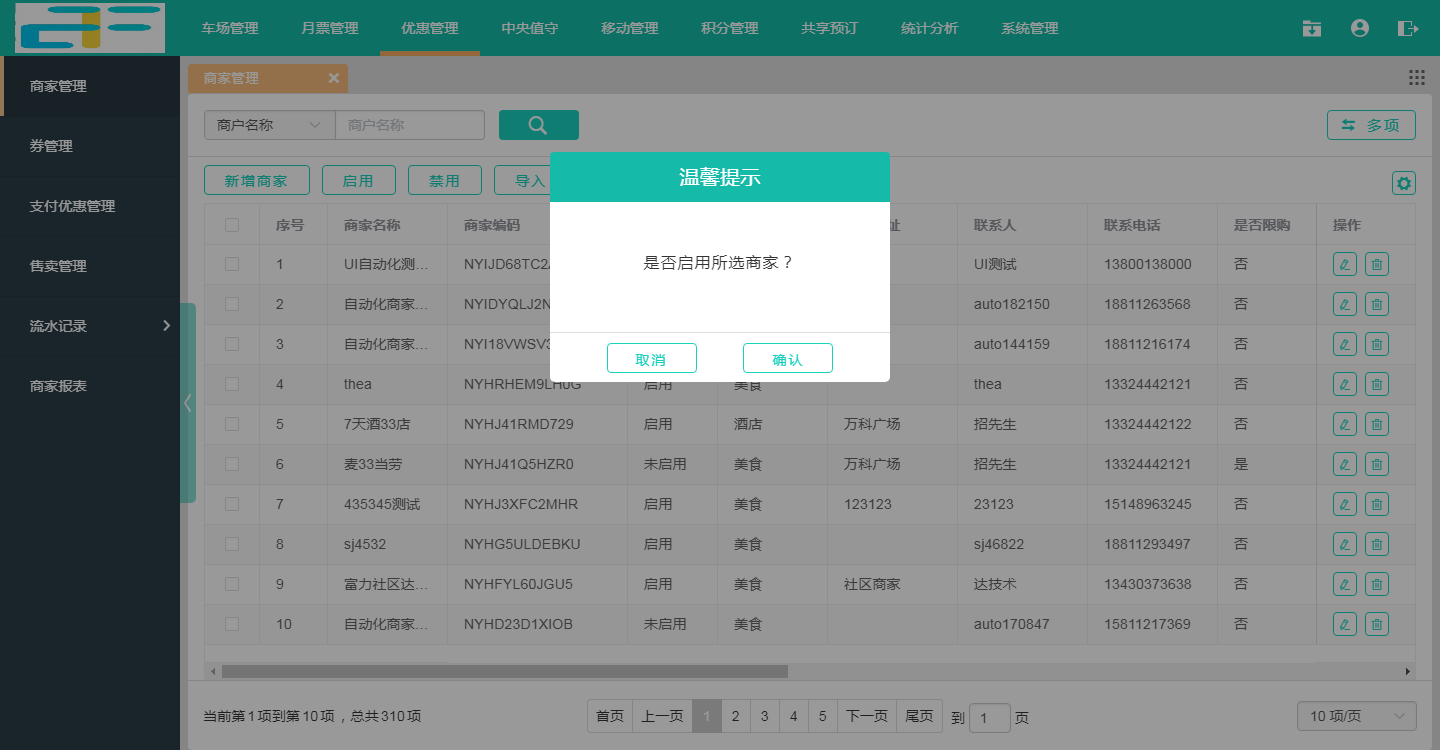 车场管理 月票管理 优惠管理 中央值守 移动管理 积分管理 共享预订 统计分析 系统管理
商家管理
券管理
支付优惠管理
售卖管理
流水记录
商家报表
商家管理
商户名称 商户名称 多项
新增商家 启用 禁用 导入
温馨提示
是否启用所选商家？
取消 确认
序号 商家名称 商家编码 址 联系人 联系电话 是否限购 操作
1 UI自动化测... NYIJD68TC2 UI测试 13800138000 否
2 自动化商家... NYIDYQLJ2N auto182150 18811263568 否
3 自动化商家... NYI18VWSV3 auto144159 18811216174 否
4 thea NYHRHEM9LH0G 启用 美食 thea 13324442121 否
5 7天酒33店 NYHJ41RMD729 启用 酒店 万科广场 招先生 13324442122 否
6 麦33当劳 NYHJ41Q5HZR0 未启用 美食 万科广场 招先生 13324442121 是
7 435345测试 NYHJ3XFC2MHR 启用 美食 123123 23123 15148963245 否
8 sj4532 NYHG5ULDEBKU 启用 美食 sj46822 18811293497 否
9 富力社区达... NYHFYL60JGU5 启用 美食 社区商家 达技术 13430373638 否
10 自动化商家... NYHD23D1XIOB 未启用 美食 auto170847 15811217369 否
当前第1项到第10项，总共310项 首页 上一页 1 2 3 4 5 下一页 尾页 到 1 页 10 项/页